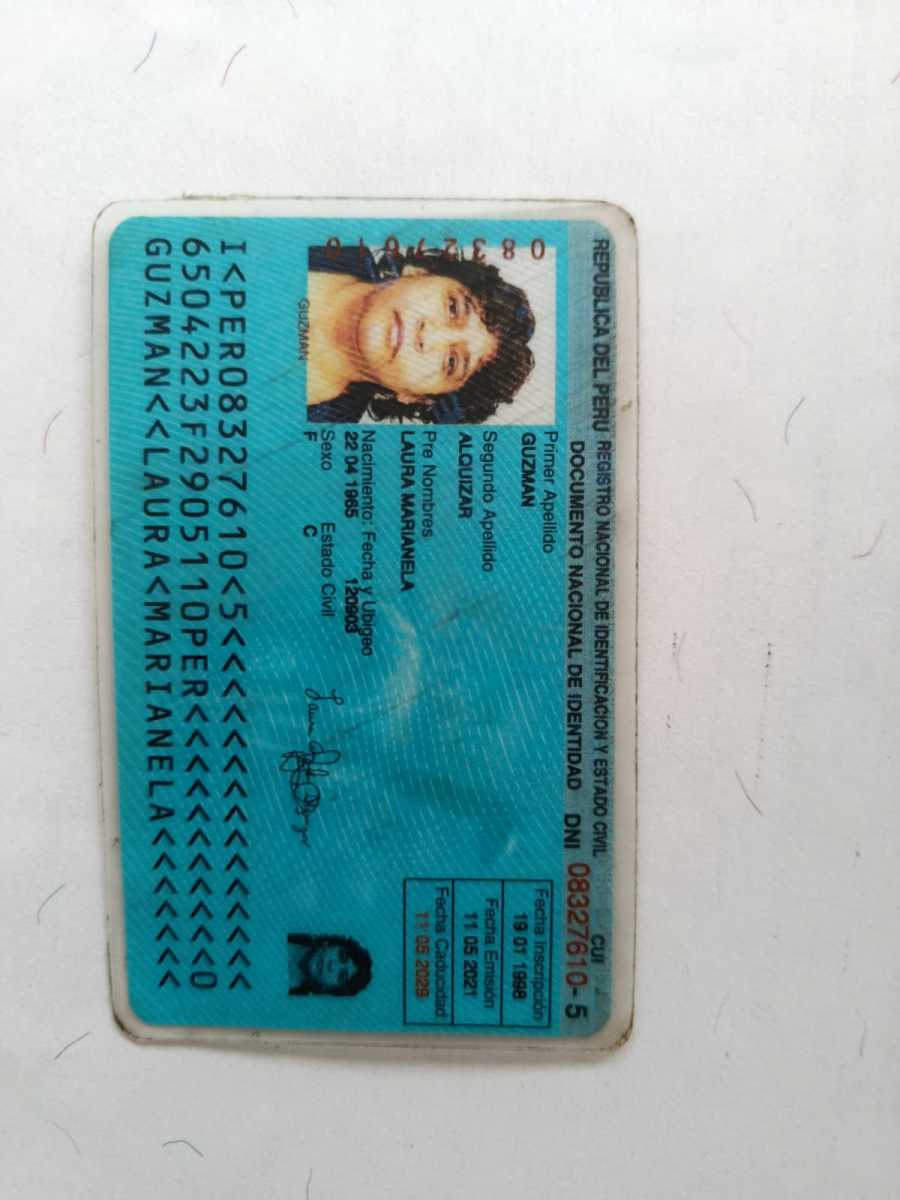 REPUBLICA DEL PERU REGISTRO NACIONAL DE IDENTIFICACION Y ESTADO CIVIL
CUI
DOCUMENTO NACIONAL DE IDENTIDAD DNI 08327610-5
08327610
GUZMAN
Primer Apellido
GUZMAN
Segundo Apellido
ALQUIZAR
Pre Nombres
LAURA MARIANELA
Nacimiento: Fecha y Ubigeo
22 04 1965 120903
Sexo Estado Civil
F C
Fecha Inscripción
19 01 1998
Fecha Emisión
11 05 2021
Fecha Caducidad
11 05 2029
I<PER08327610<5<<<<<<<<<<<<<<<
6504223F2905110PER<<<<<<<<<<<0
GUZMAN<<LAURA<MARIANELA<<<<<<<